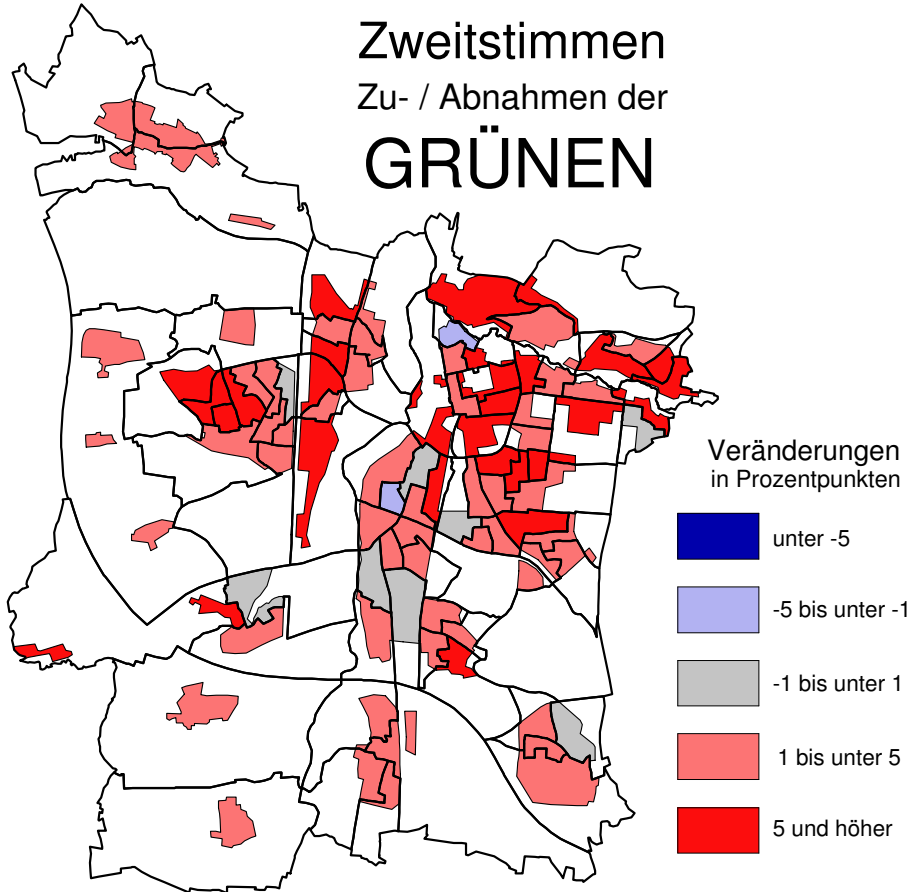 Zweitstimmen
Zu- / Abnahmen der
GRÜNEN
Veränderungen
in Prozentpunkten
unter -5
-5 bis unter -1
-1 bis unter 1
1 bis unter 5
5 und höher